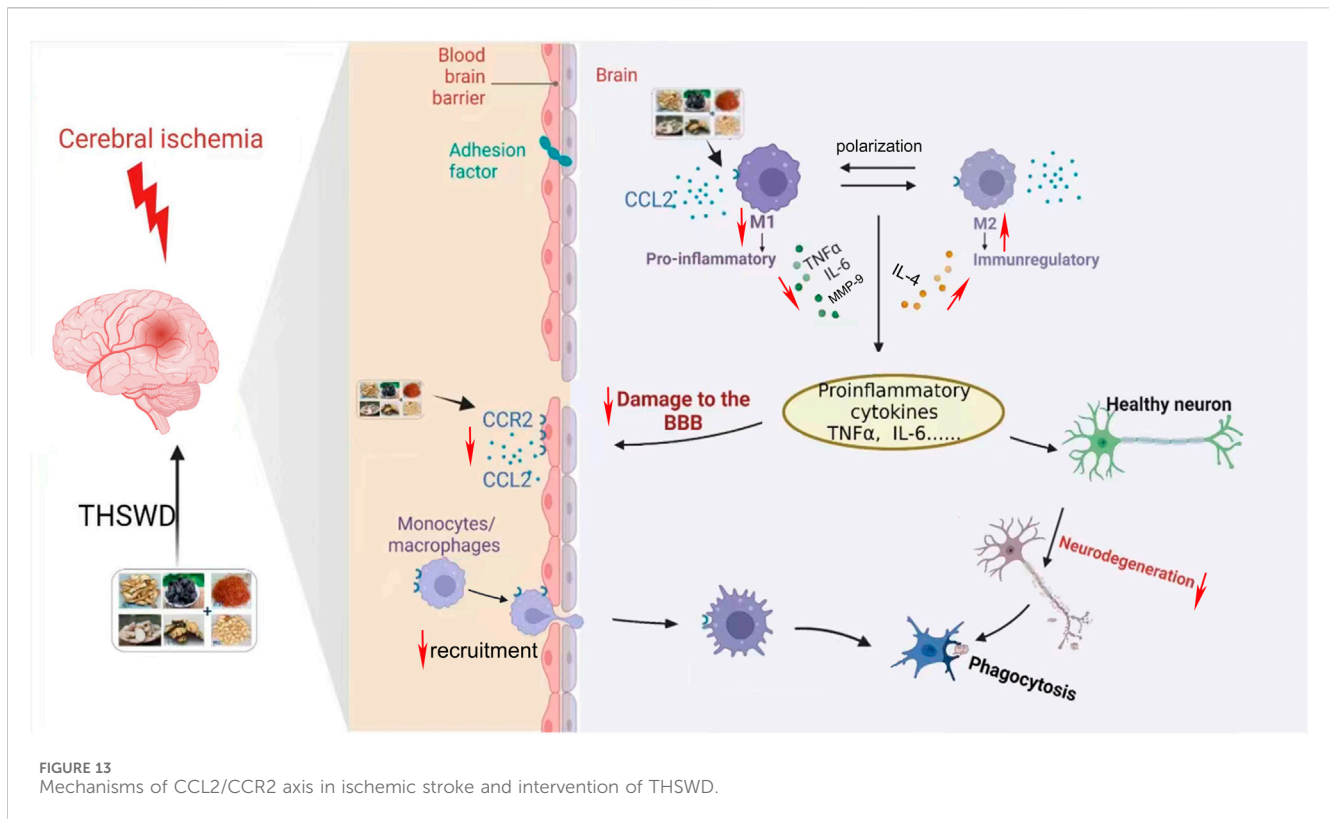 Cerebral ischemia
THSWD
+
Blood
brain
barrier
Adhesion
factor
CCR2
CCL2
Monocytes/
macrophages
recruitment
Brain
CCL2
M1
Pro-inflammatory
TNFα
IL-6
MMP-9
polarization
IL-4
M2
Immunregulatory
Damage to the
BBB
Proinflammatory
cytokines
TNFα, IL-6......
Healthy neuron
Neurodegeneration
Phagocytosis
FIGURE 13
Mechanisms of CCL2/CCR2 axis in ischemic stroke and intervention of THSWD.